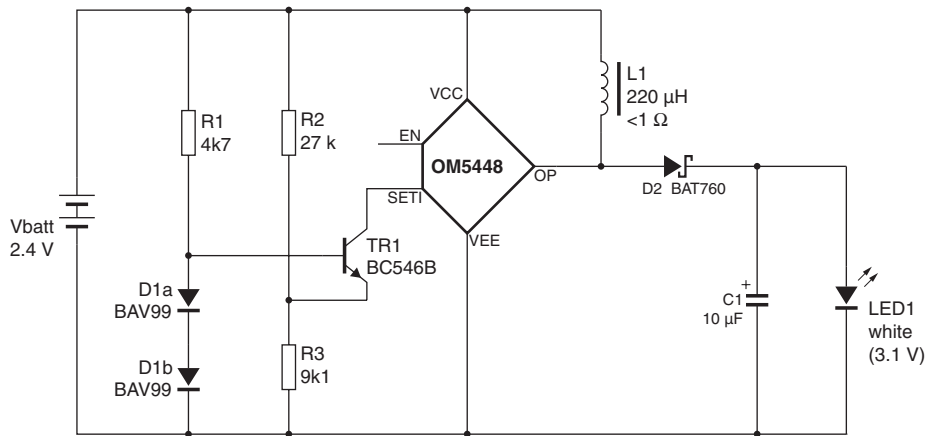 Vbatt
2.4 V
R1
4k7
D1a
BAV99
D1b
BAV99
R2
27 k
R3
9k1
TR1
BC546B
VCC
EN
OM5448
SETI
OP
VEE
L1
220 μH
<1 Ω
D2 BAT760
+
C1
10 μF
LED1
white
(3.1 V)